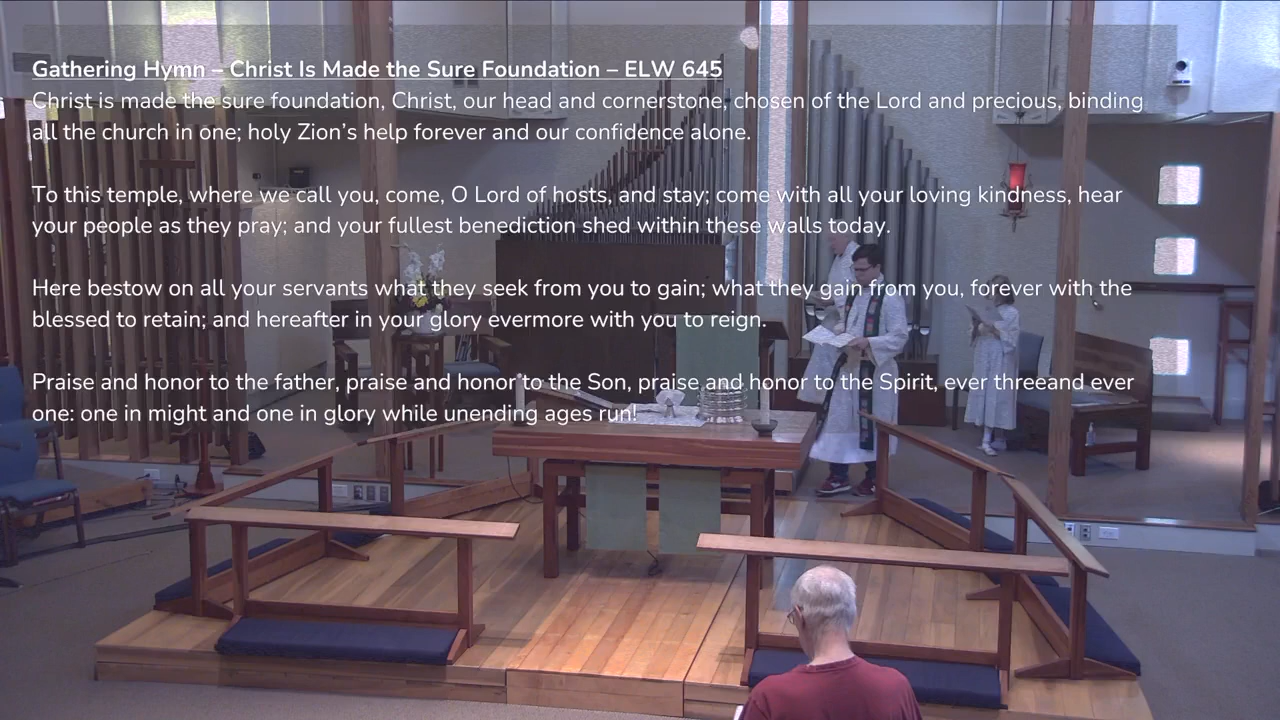 Gathering Hymn – Christ Is Made the Sure Foundation – ELW 645
Christ is made the sure foundation, Christ, our head and cornerstone, chosen of the Lord and precious, binding
all the church in one; holy Zion’s help forever and our confidence alone.
To this temple, where we call you, come, O Lord of hosts, and stay; come with all your loving kindness, hear
your people as they pray; and your fullest benediction shed within these walls today.
Here bestow on all your servants what they seek from you to gain; what they gain from you, forever with the
blessed to retain; and hereafter in your glory evermore with you to reign.
Praise and honor to the father, praise and honor to the Son, praise and honor to the Spirit, ever threeand ever
one: one in might and one in glory while unending ages run!